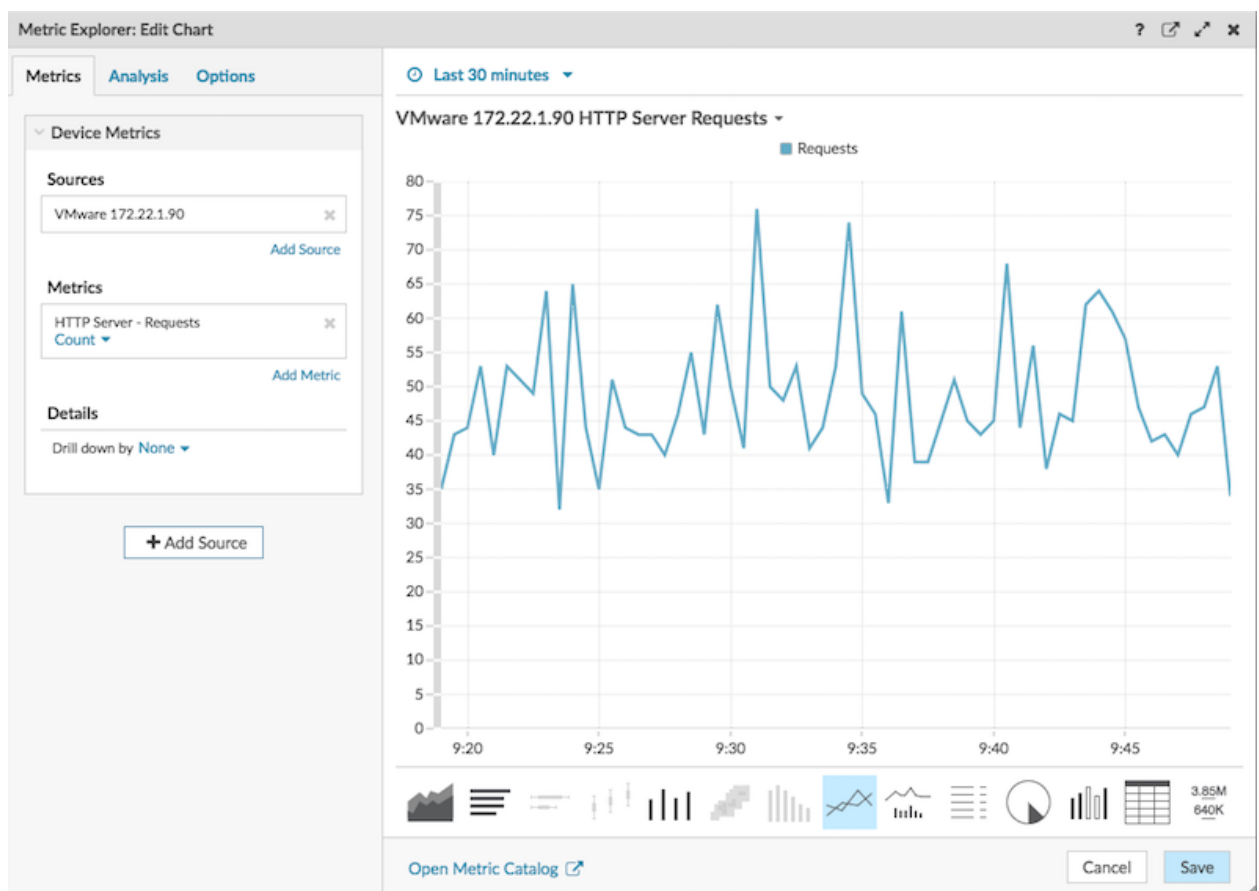 Metric Explorer: Edit Chart ?
Metrics Analysis Options
Device Metrics
Sources
VMware 172.22.1.90
Add Source
Metrics
HTTP Server - Requests
Count
Add Metric
Details
Drill down by None
+ Add Source
Last 30 minutes
VMware 172.22.1.90 HTTP Server Requests
Requests
80
75
70
65
60
55
50
45
40
35
30
25
20
15
10
5
0
9:20 9:25 9:30 9:35 9:40 9:45
3.85M
640K
Open Metric Catalog
Cancel Save